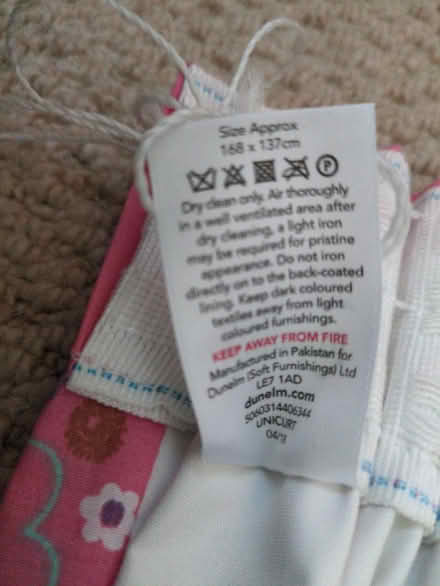 Size Approx
168 x 137cm
P
Dry clean only. Air thoroughly
in a well ventilated area after
dry cleaning, a light iron
may be required for pristine
appearance. Do not iron
directly on to the back-coated
lining. Keep dark coloured
textiles away from light
coloured furnishings.
KEEP AWAY FROM FIRE
Manufactured in Pakistan for
Dunelm (Soft Furnishings) Ltd
LE7 1AD
dunelm.com
5060314406344
UNICURT